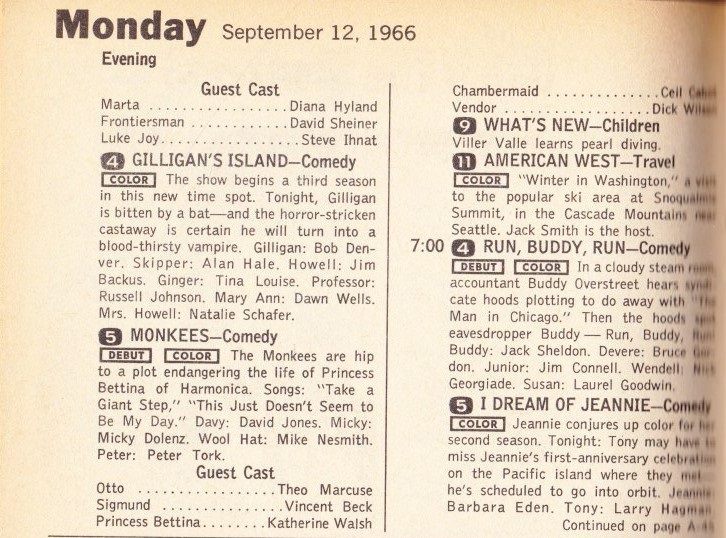 Monday September 12, 1966
Evening
Guest Cast
Marta .................Diana Hyland
Frontiersman ............David Sheiner
Luke Joy.................Steve Ihnat
4 GILLIGAN'S ISLAND—Comedy
COLOR The show begins a third season
in this new time spot. Tonight, Gilligan
is bitten by a bat—and the horror-stricken
castaway is certain he will turn into a
blood-thirsty vampire. Gilligan: Bob Den-
ver. Skipper: Alan Hale. Howell: Jim
Backus. Ginger: Tina Louise. Professor:
Russell Johnson. Mary Ann: Dawn Wells.
Mrs. Howell: Natalie Schafer.
5 MONKEES—Comedy
DEBUT COLOR The Monkees are hip
to a plot endangering the life of Princess
Bettina of Harmonica. Songs: "Take a
Giant Step," "This Just Doesn't Seem to
Be My Day." Davy: David Jones. Micky:
Micky Dolenz. Wool Hat: Mike Nesmith.
Peter: Peter Tork.
Guest Cast
Otto .................Theo Marcuse
Sigmund ...............Vincent Beck
Princess Bettina........Katherine Walsh
Chambermaid ..............Ceil
Vendor ...................Dick
9 WHAT'S NEW—Children
Viller Valle learns pearl diving.
11 AMERICAN WEST—Travel
COLOR "Winter in Washington," a
to the popular ski area at
Summit, in the Cascade Mountains
Seattle. Jack Smith is the host.
7:00 4 RUN, BUDDY, RUN—Comedy
DEBUT COLOR In a cloudy steam
accountant Buddy Overstreet hears
cate hoods plotting to do away with
Man in Chicago." Then the hoods
eavesdropper Buddy — Run, Buddy,
Buddy: Jack Sheldon. Devere: Bruce
don. Junior: Jim Connell. Wendell:
Georgiade. Susan: Laurel Goodwin.
5 I DREAM OF JEANNIE—Comedy
COLOR Jeannie conjures up color for
second season. Tonight: Tony may have
miss Jeannie's first-anniversary
on the Pacific island where they
he's scheduled to go into orbit.
Barbara Eden. Tony: Larry Hagman.
Continued on page